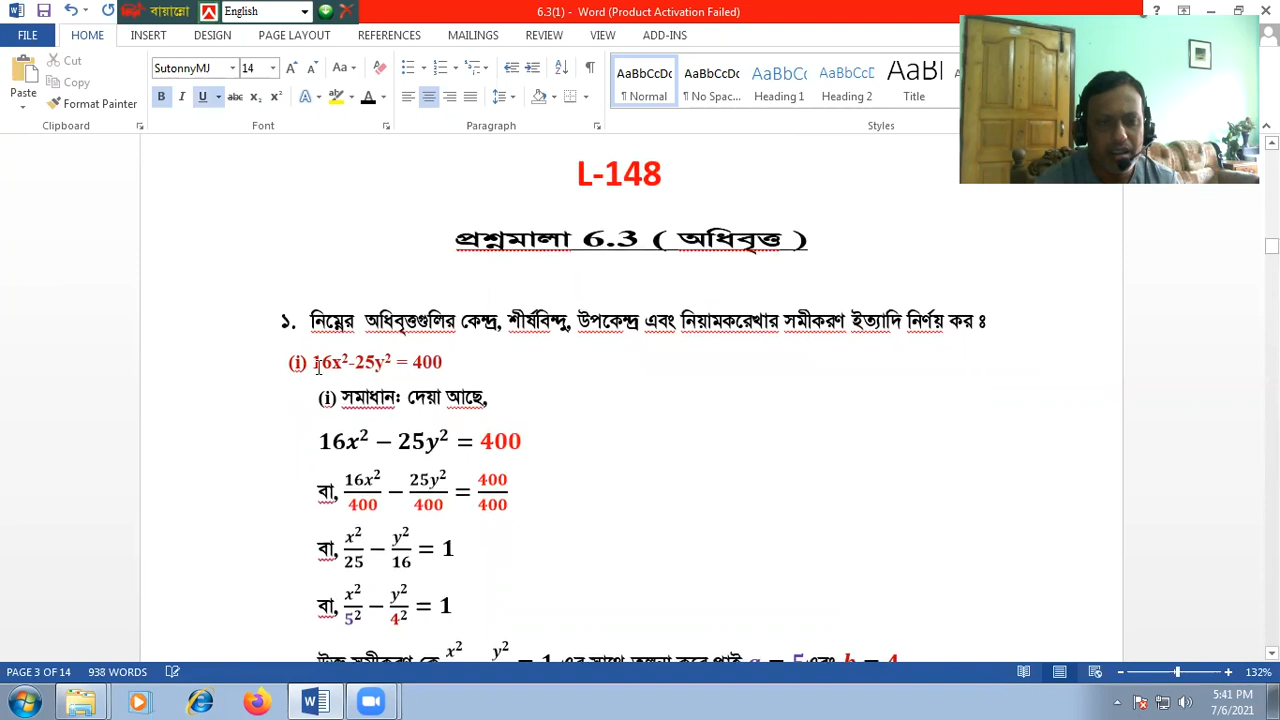 6.3(1) - Word (Product Activation Failed)
বায়ান্নো English
FILE HOME INSERT DESIGN PAGE LAYOUT REFERENCES MAILINGS REVIEW VIEW ADD-INS
Cut
Copy
Format Painter
Paste
SutonnyMJ 14
AaBbCcDc AaBbCcDc AaBbCc AaBbCcD AaBl
¶ Normal ¶ No Spac... Heading 1 Heading 2 Title
Clipboard Font Paragraph Styles
L-148
প্রশ্নমালা 6.3 ( অধিবৃত্ত )
১. নিম্নের অধিবৃত্তগুলির কেন্দ্র, শীর্ষবিন্দু, উপকেন্দ্র এবং নিয়ামকরেখার সমীকরণ ইত্যাদি নির্ণয় কর ঃ
(i) 16x²-25y² = 400
(i) সমাধানঃ দেয়া আছে,
16x² − 25y² = 400
বা, 16x²/400 − 25y²/400 = 400/400
বা, x²/25 − y²/16 = 1
বা, x²/5² − y²/4² = 1
PAGE 3 OF 14 938 WORDS 132%
5:41 PM
7/6/2021